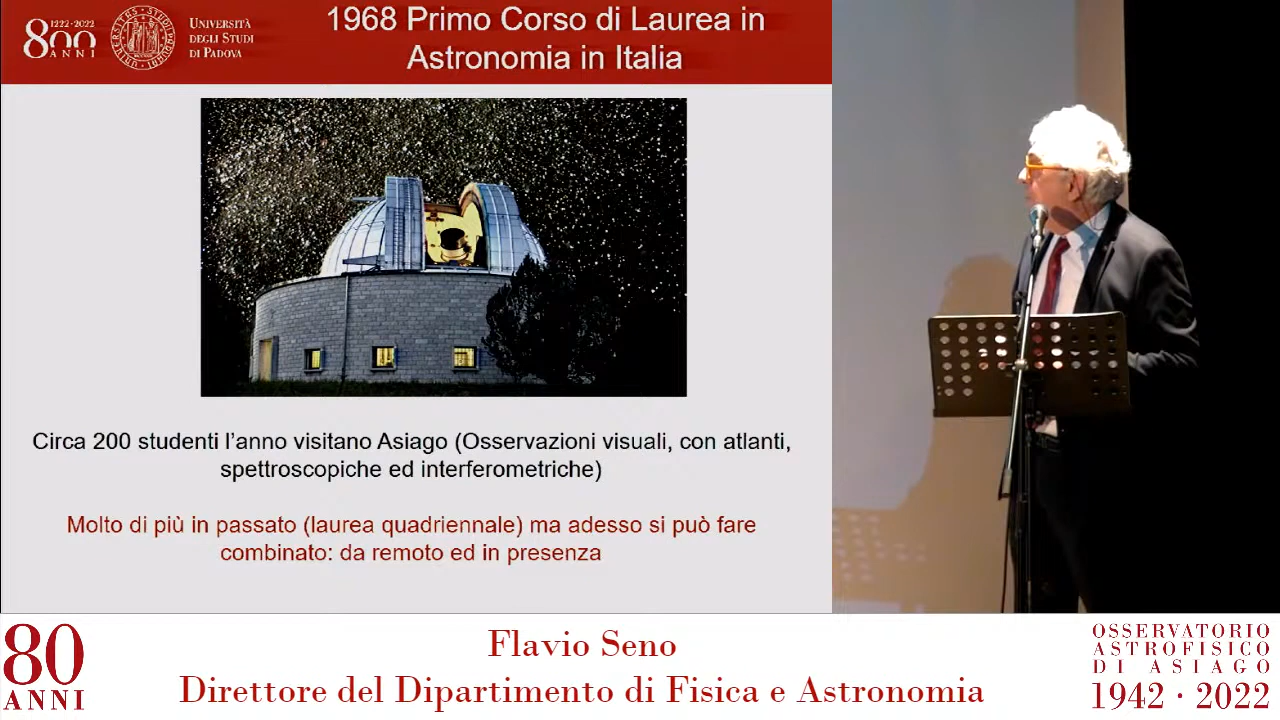 1222·2022
800
ANNI
UNIVERSITÀ
DEGLI STUDI
DI PADOVA
1968 Primo Corso di Laurea in
Astronomia in Italia
Circa 200 studenti l'anno visitano Asiago (Osservazioni visuali, con atlanti,
spettroscopiche ed interferometriche)
Molto di più in passato (laurea quadriennale) ma adesso si può fare
combinato: da remoto ed in presenza
80
ANNI
Flavio Seno
Direttore del Dipartimento di Fisica e Astronomia
OSSERVATORIO
ASTROFISICO
DI ASIAGO
1942 · 2022